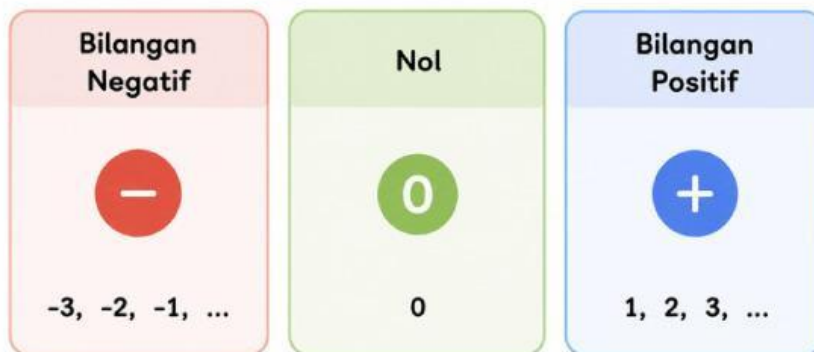 Bilangan
Negatif
−
-3, -2, -1, ...
Nol
0
0
Bilangan
Positif
+
1, 2, 3, ...